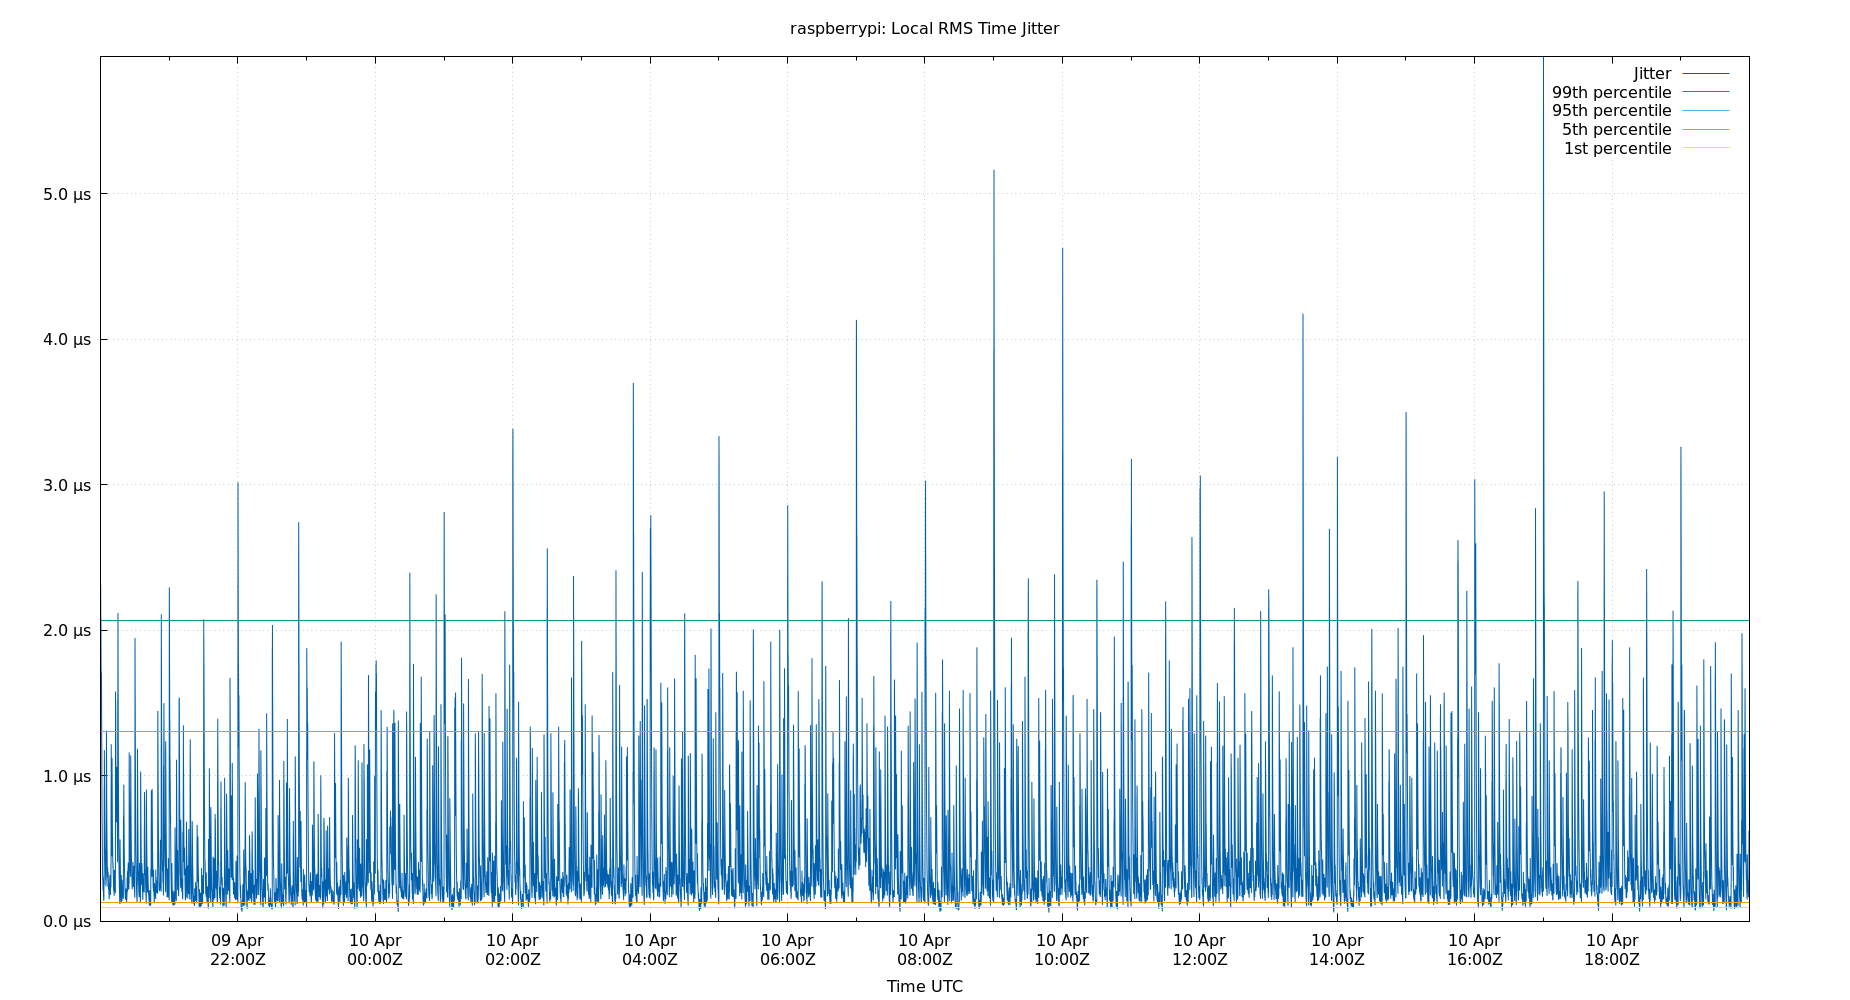 raspberrypi: Local RMS Time Jitter
Jitter
99th percentile
95th percentile
5th percentile
1st percentile
5.0 µs
4.0 µs
3.0 µs
2.0 µs
1.0 µs
0.0 µs
09 Apr 10 Apr 10 Apr 10 Apr 10 Apr 10 Apr 10 Apr 10 Apr 10 Apr 10 Apr 10 Apr
22:00Z 00:00Z 02:00Z 04:00Z 06:00Z 08:00Z 10:00Z 12:00Z 14:00Z 16:00Z 18:00Z
Time UTC